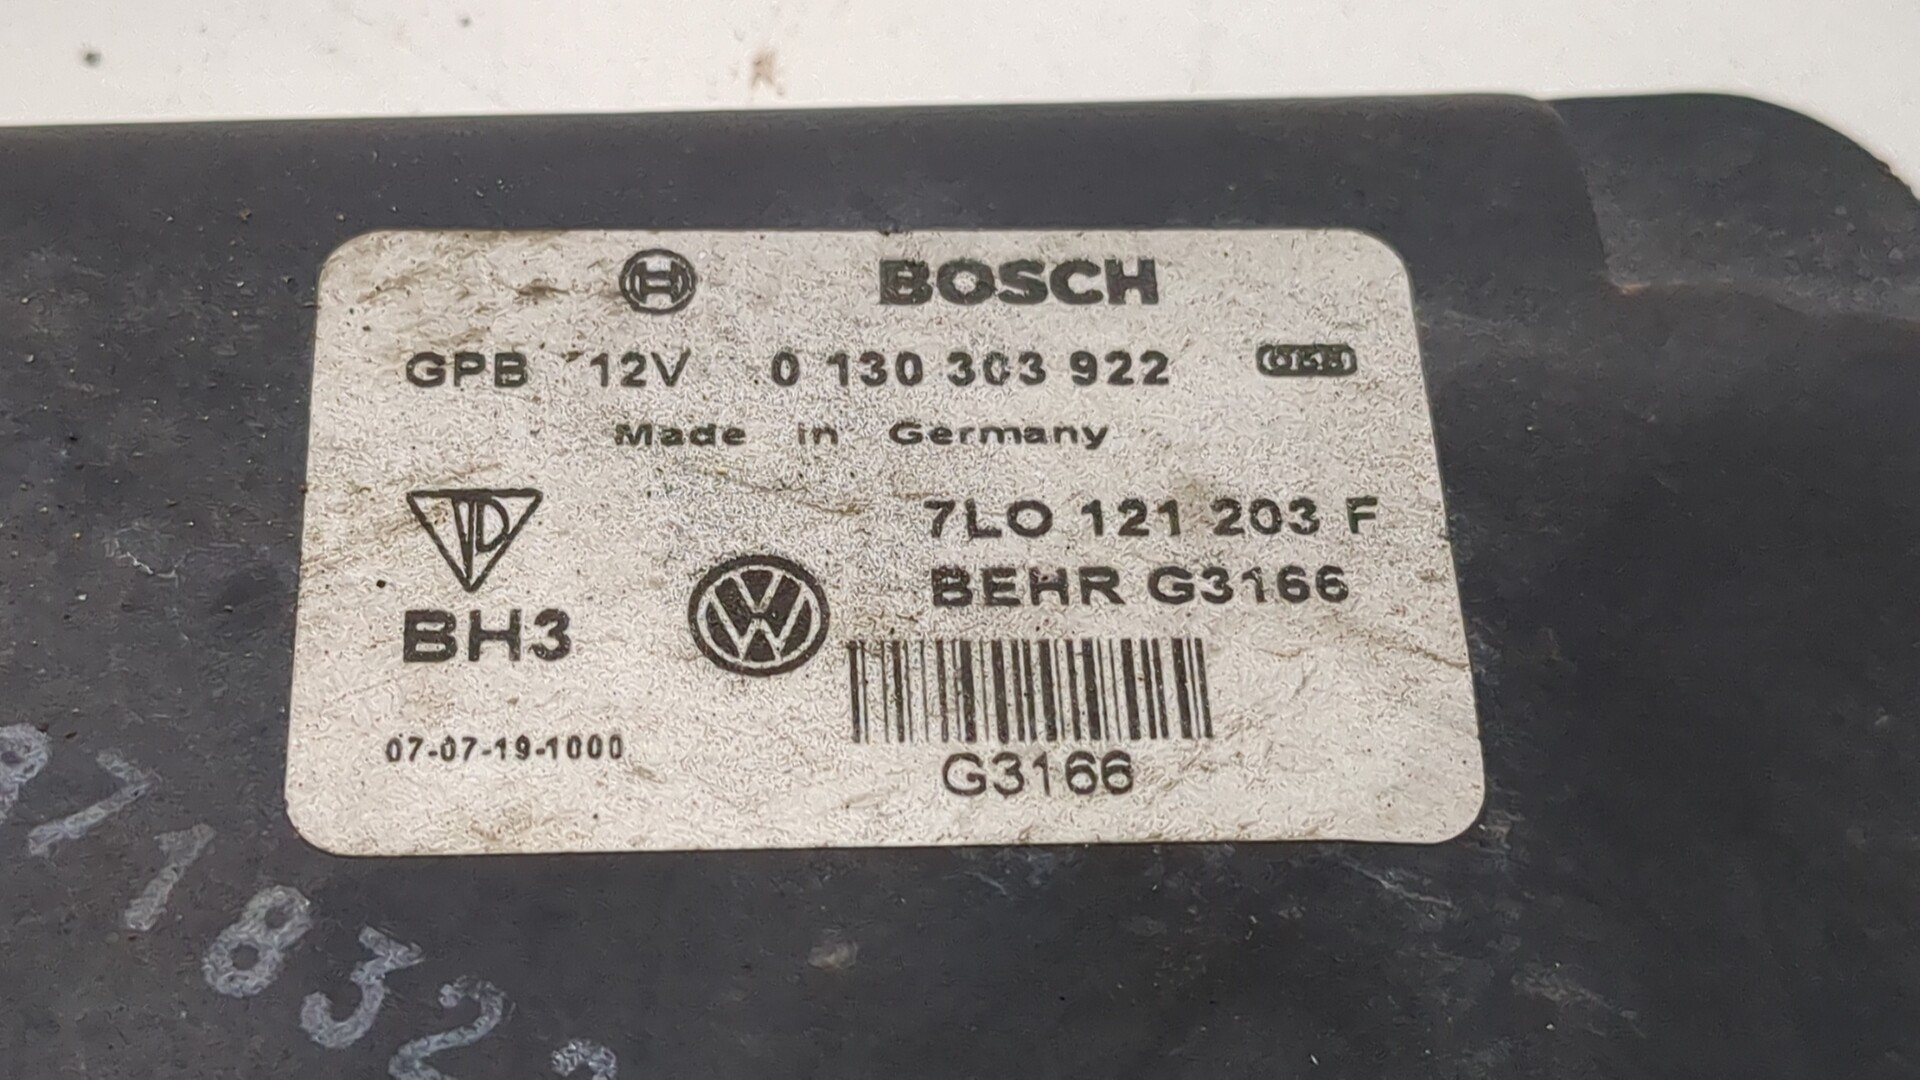 BOSCH
GPB 12V 0 130 303 922
Made in Germany
7L0 121 203 F
BEHR G3166
BH3
07-07-19-1000
G3166